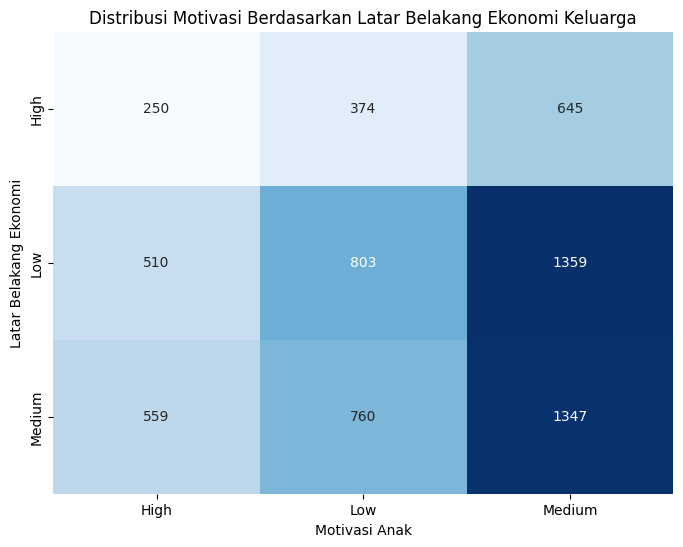 Distribusi Motivasi Berdasarkan Latar Belakang Ekonomi Keluarga
Latar Belakang Ekonomi
High
250
374
645
Low
510
803
1359
Medium
559
760
1347
High
Low
Medium
Motivasi Anak